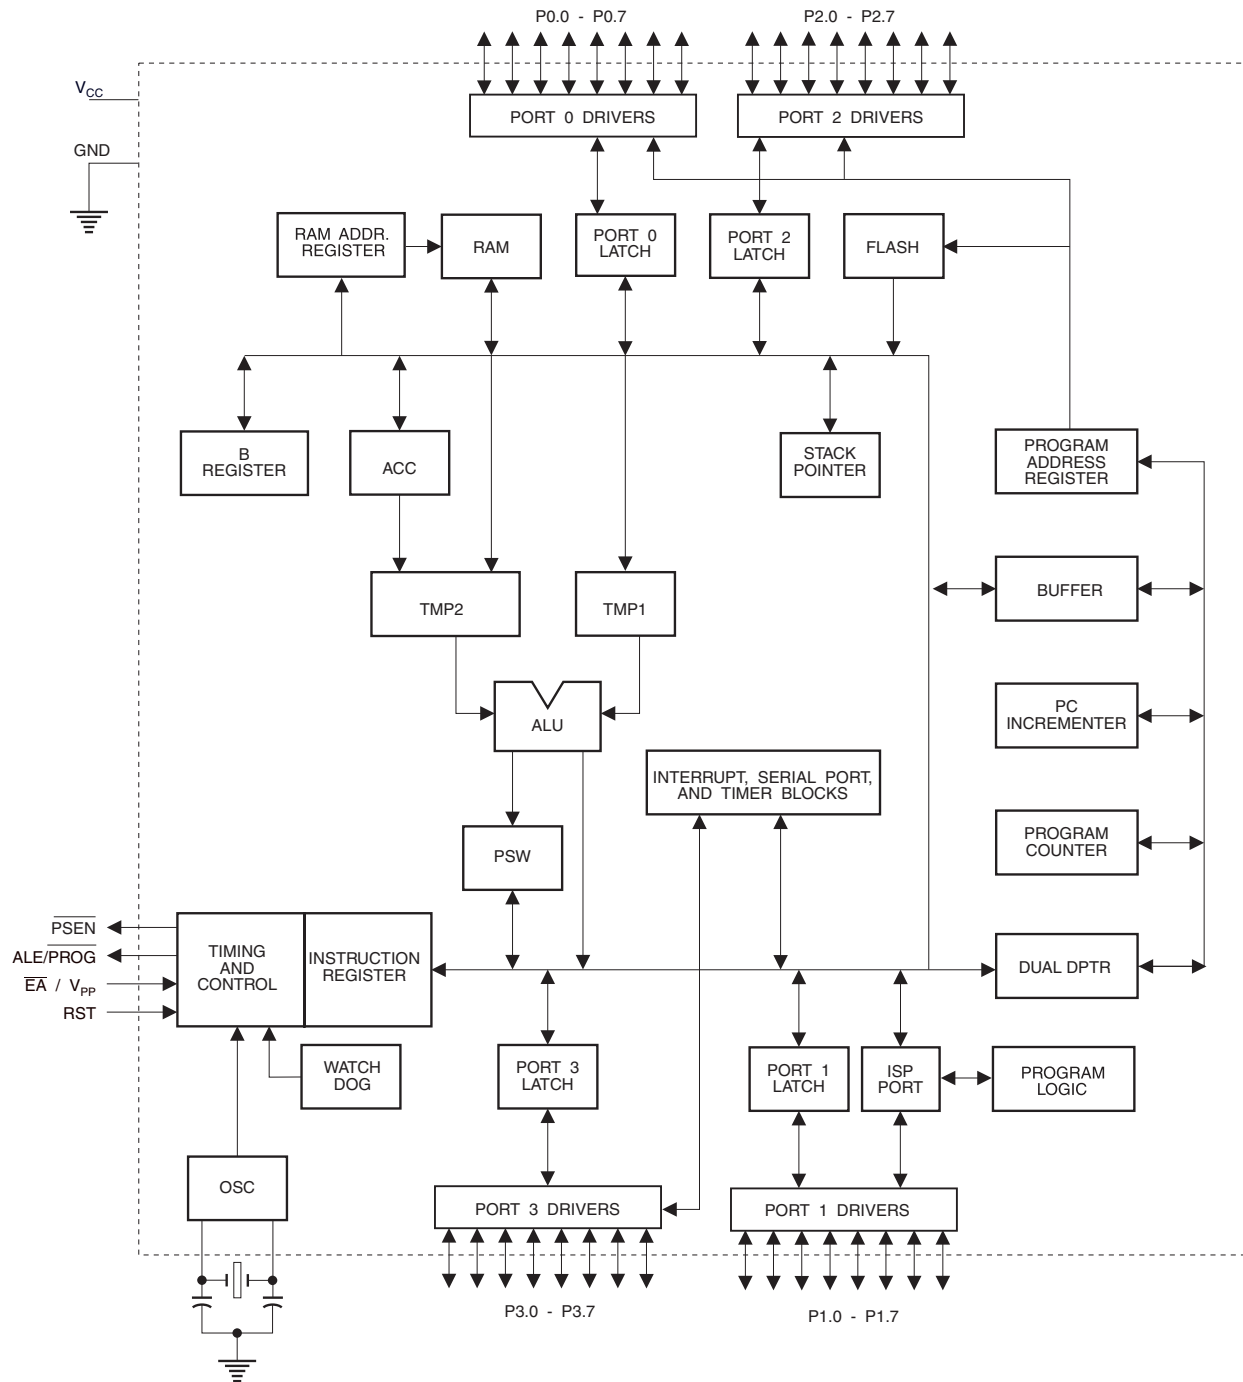 P0.0 - P0.7
P2.0 - P2.7
VCC
PORT 0 DRIVERS
PORT 2 DRIVERS
GND
RAM ADDR.
REGISTER
RAM
PORT 0
LATCH
PORT 2
LATCH
FLASH
B
REGISTER
ACC
STACK
POINTER
PROGRAM
ADDRESS
REGISTER
BUFFER
TMP2
TMP1
PC
INCREMENTER
ALU
INTERRUPT, SERIAL PORT,
AND TIMER BLOCKS
PROGRAM
COUNTER
PSW
PSEN
ALE/PROG
EA / VPP
RST
TIMING
AND
CONTROL
INSTRUCTION
REGISTER
DUAL DPTR
WATCH
DOG
PORT 3
LATCH
PORT 1
LATCH
ISP
PORT
PROGRAM
LOGIC
OSC
PORT 3 DRIVERS
PORT 1 DRIVERS
P3.0 - P3.7
P1.0 - P1.7